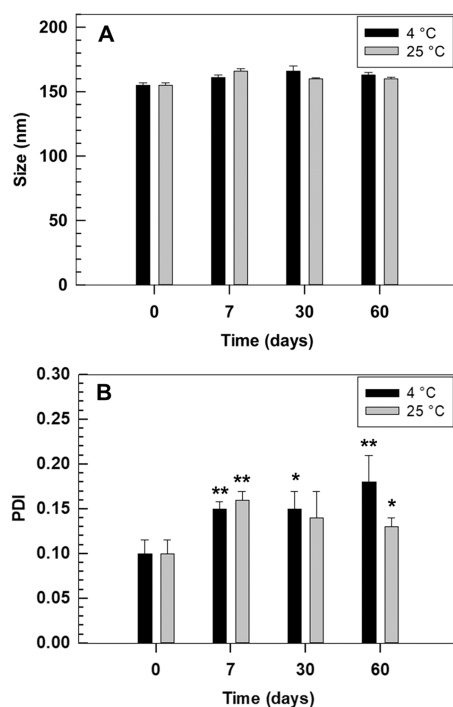 A
4 °C
25 °C
200
150
100
50
0
Size (nm)
0 7 30 60
Time (days)
B
4 °C
25 °C
0.30
0.25
0.20
0.15
0.10
0.05
0.00
PDI
** ** * ** *
0 7 30 60
Time (days)